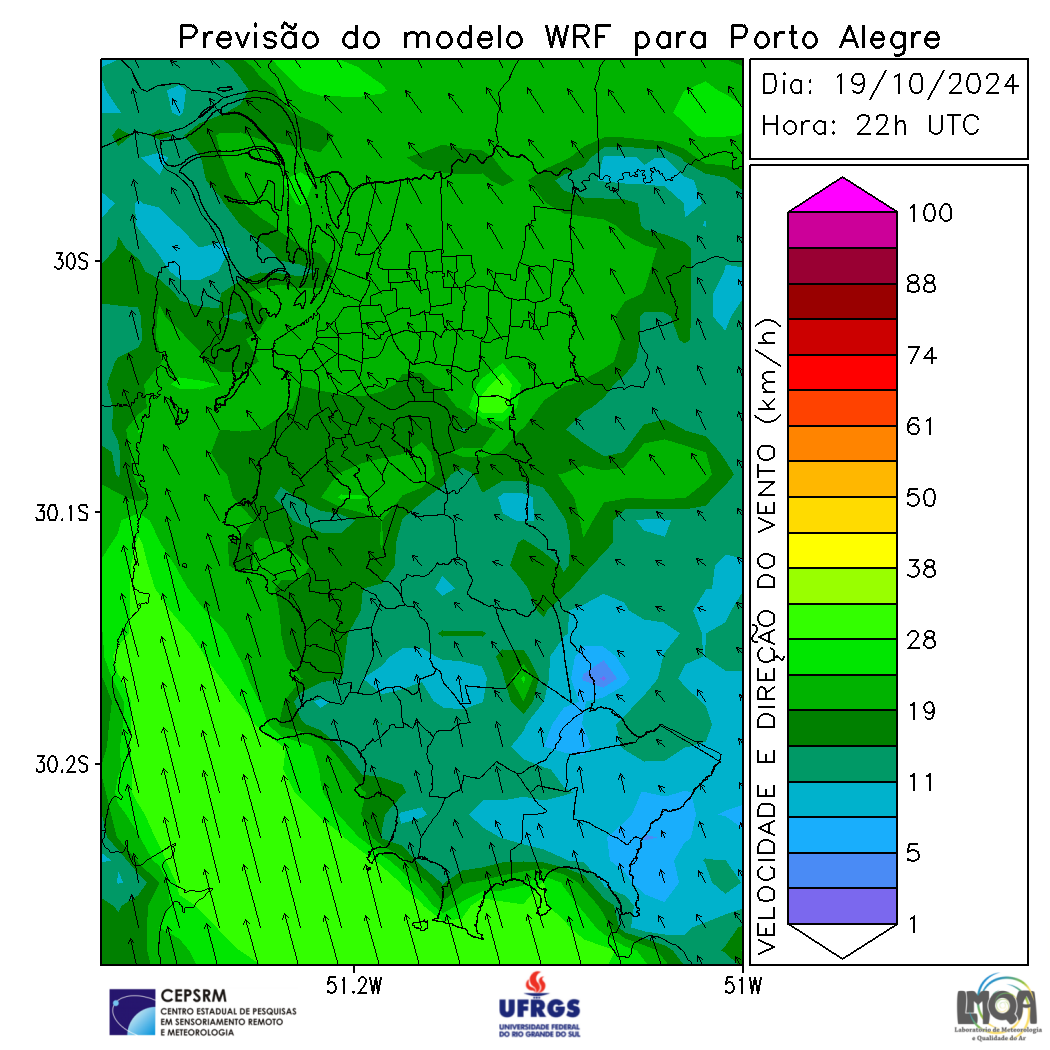 Previsão do modelo WRF para Porto Alegre
Dia: 19/10/2024
Hora: 22h UTC
30S
30.1S
30.2S
51.2W
51W
VELOCIDADE E DIREÇÃO DO VENTO (km/h)
100
88
74
61
50
38
28
19
11
5
1
CEPSRM
CENTRO ESTADUAL DE PESQUISAS
EM SENSORIAMENTO REMOTO
E METEOROLOGIA
UFRGS
UNIVERSIDADE FEDERAL
DO RIO GRANDE DO SUL
LMQA
Laboratório de Meteorologia
e Qualidade do Ar